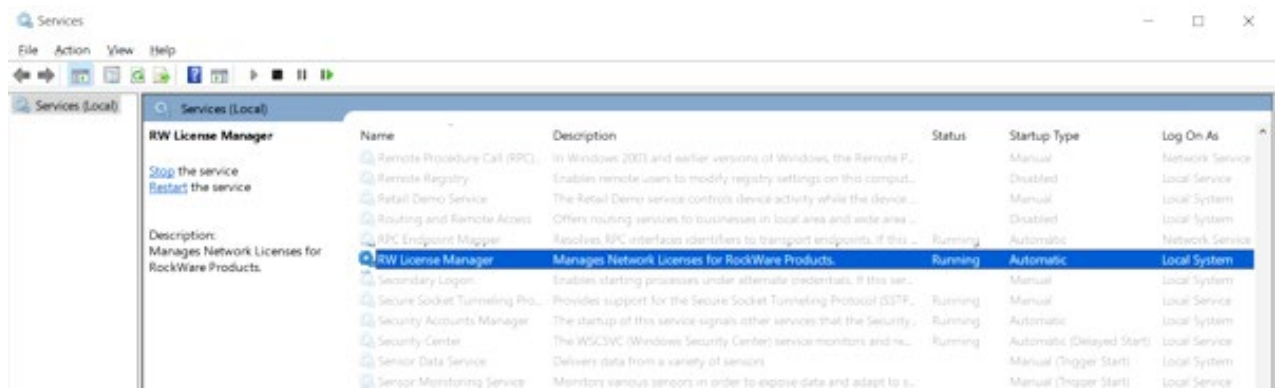 Services
File Action View Help
Services (Local)
Services (Local)
RW License Manager
Stop the service
Restart the service
Description:
Manages Network Licenses for
RockWare Products.
Name Description Status Startup Type Log On As
Remote Procedure Call (RPC)... In Windows 2003 and earlier versions of Windows, the Remote P... Manual Network Service
Remote Registry Enables remote users to modify registry settings on this comput... Disabled Local Service
Retail Demo Service The Retail Demo service controls device activity while the device ... Manual Local System
Routing and Remote Access Offers routing services to businesses in local area and wide area ... Disabled Local System
RPC Endpoint Mapper Resolves RPC interfaces identifiers to transport endpoints. If this ... Running Automatic Network Service
RW License Manager Manages Network Licenses for RockWare Products. Running Automatic Local System
Secondary Logon Enables starting processes under alternate credentials. If this ser... Manual Local System
Secure Socket Tunneling Pro... Provides support for the Secure Socket Tunneling Protocol (SSTP... Running Manual Local Service
Security Accounts Manager The startup of this service signals other services that the Security... Running Automatic Local System
Security Center The WSCSVC (Windows Security Center) service monitors and re... Running Automatic (Delayed Start) Local Service
Sensor Data Service Delivers data from a variety of sensors Manual (Trigger Start) Local System
Sensor Monitoring Service Monitors various sensors in order to expose data and adapt to s... Manual (Trigger Start) Local Service